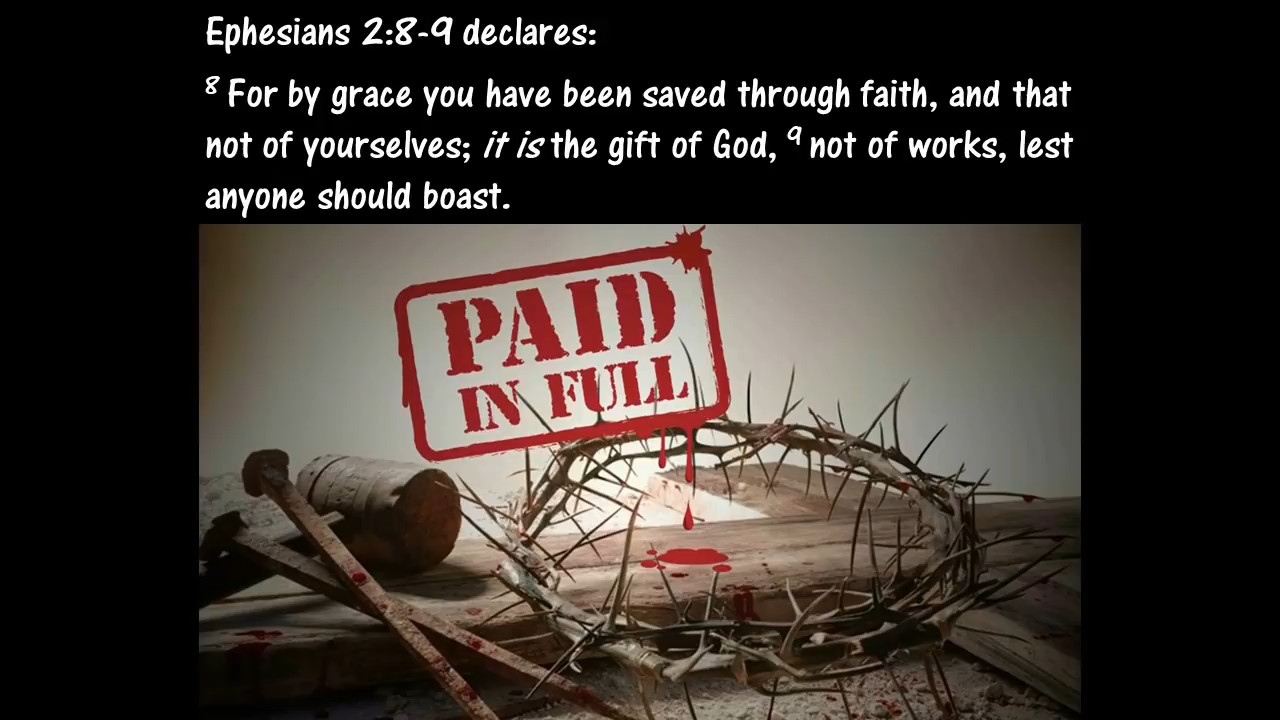 Ephesians 2:8-9 declares:
⁸ For by grace you have been saved through faith, and that
not of yourselves; it is the gift of God, ⁹ not of works, lest
anyone should boast.
PAID
IN FULL